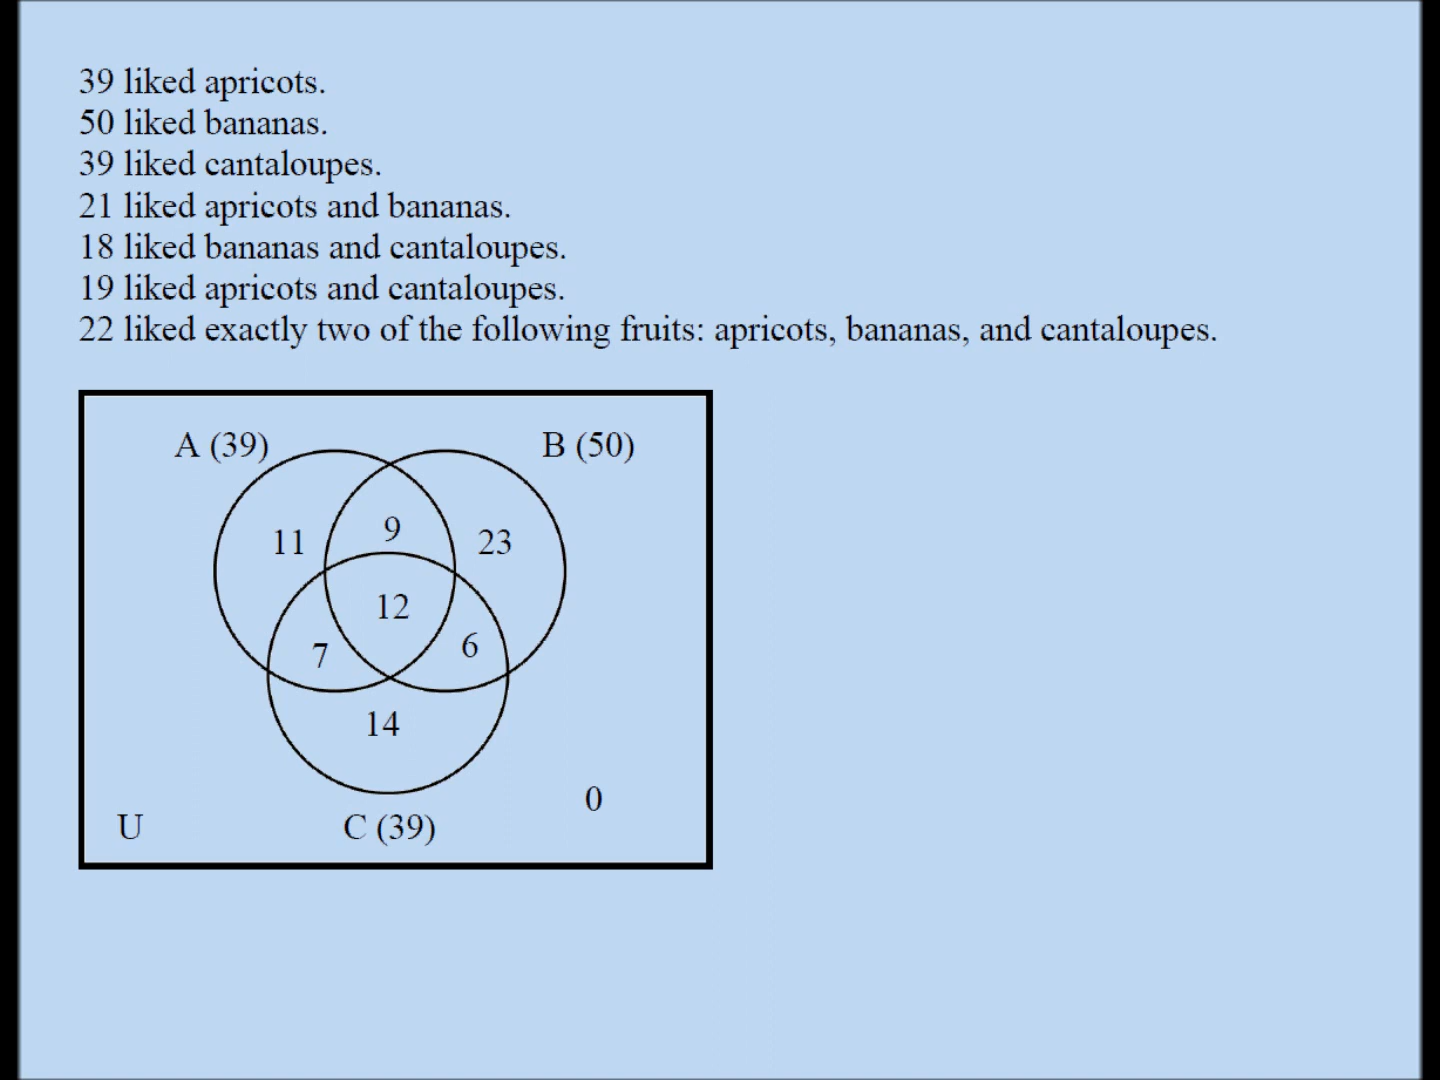 39 liked apricots.
50 liked bananas.
39 liked cantaloupes.
21 liked apricots and bananas.
18 liked bananas and cantaloupes.
19 liked apricots and cantaloupes.
22 liked exactly two of the following fruits: apricots, bananas, and cantaloupes.
A (39)
B (50)
11
9
23
12
7
6
14
0
U
C (39)